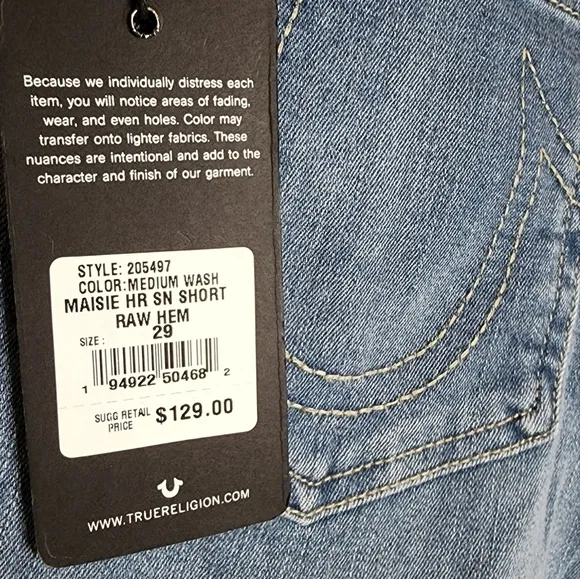 Because we individually distress each
item, you will notice areas of fading,
wear, and even holes. Color may
transfer onto lighter fabrics. These
nuances are intentional and add to the
character and finish of our garment.
STYLE: 205497
COLOR:MEDIUM WASH
MAISIE HR SN SHORT
RAW HEM
SIZE: 29
1 94922 50468 2
SUGG RETAIL PRICE $129.00
WWW.TRUERELIGION.COM